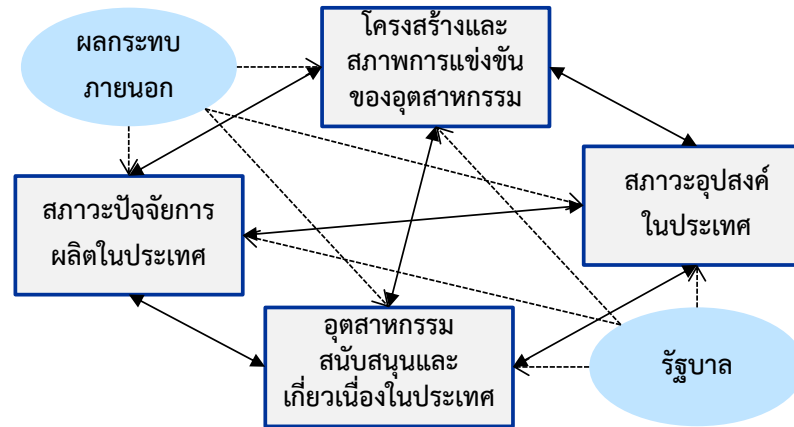 ผลกระทบ
ภายนอก
โครงสร้างและ
สภาพการแข่งขัน
ของอุตสาหกรรม
สภาวะปัจจัยการ
ผลิตในประเทศ
สภาวะอุปสงค์
ในประเทศ
อุตสาหกรรม
สนับสนุนและ
เกี่ยวเนื่องในประเทศ
รัฐบาล